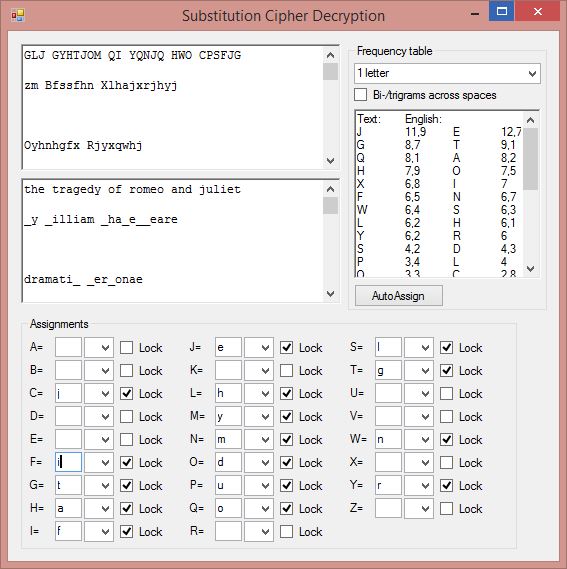 Substitution Cipher Decryption
GLJ GYHTJOM QI YQNJQ HWO CPSFJG
zm Bfssfhn Xlhajxrjhyj
Oyhnhgfx Rjyxqwhj
the tragedy of romeo and juliet
_y _illiam _ha_e__eare
dramati_ _er_onae
Frequency table
1 letter
Bi-/trigrams across spaces
Text: English:
J 11,9 E 12,7
G 8,7 T 9,1
Q 8,1 A 8,2
H 7,9 O 7,5
X 6,8 I 7
F 6,5 N 6,7
W 6,4 S 6,3
L 6,2 H 6,1
Y 6,2 R 6
S 4,2 D 4,3
P 3,4 L 4
O 3,3 C 2,8
AutoAssign
Assignments
A= Lock J= e Lock S= l Lock
B= Lock K= Lock T= g Lock
C= j Lock L= h Lock U= Lock
D= Lock M= y Lock V= Lock
E= Lock N= m Lock W= n Lock
F= i Lock O= d Lock X= Lock
G= t Lock P= u Lock Y= r Lock
H= a Lock Q= o Lock Z= Lock
I= f Lock R= Lock